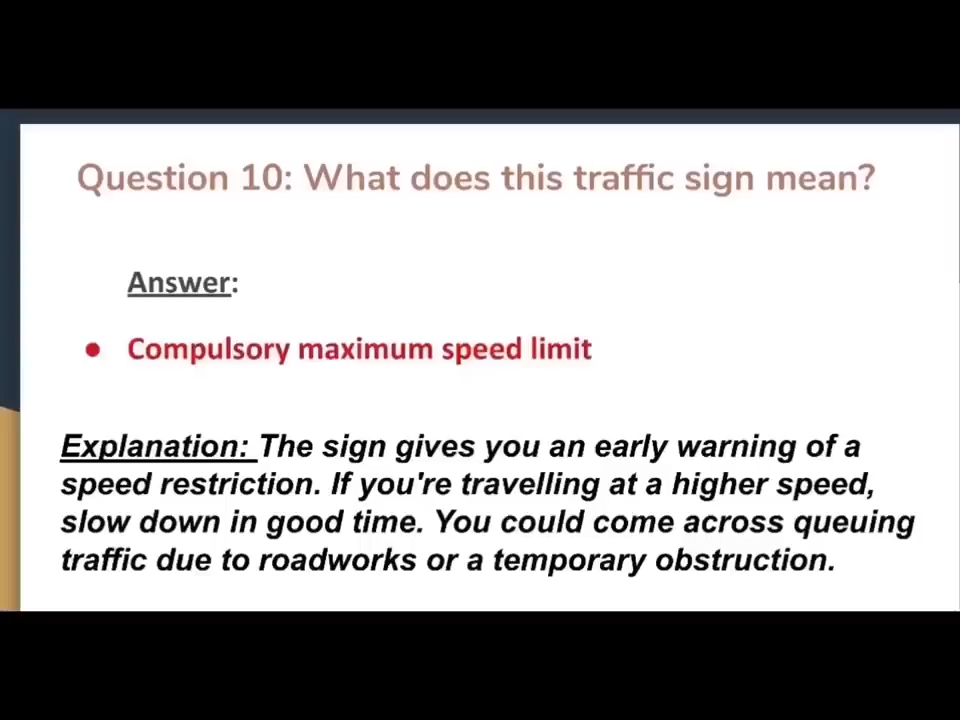 Question 10: What does this traffic sign mean?
Answer:
● Compulsory maximum speed limit
Explanation: The sign gives you an early warning of a
speed restriction. If you're travelling at a higher speed,
slow down in good time. You could come across queuing
traffic due to roadworks or a temporary obstruction.